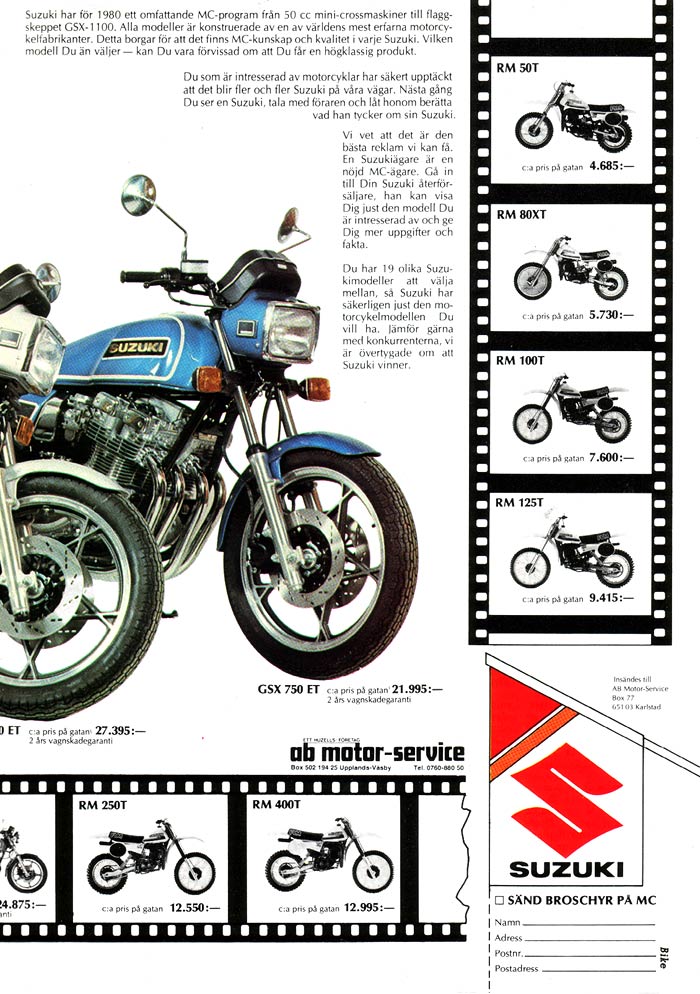 Suzuki har för 1980 ett omfattande MC-program från 50 cc mini-crossmaskiner till flagg-
skeppet GSX-1100. Alla modeller är konstruerade av en av världens mest erfarna motorcy-
kelfabrikanter. Detta borgar för att det finns MC-kunskap och kvalitet i varje Suzuki. Vilken
modell Du än väljer — kan Du vara förvissad om att Du får en högklassig produkt.
Du som är intresserad av motorcyklar har säkert upptäckt
att det blir fler och fler Suzuki på våra vägar. Nästa gång
Du ser en Suzuki, tala med föraren och låt honom berätta
vad han tycker om sin Suzuki.
Vi vet att det är den
bästa reklam vi kan få.
En Suzukiägare är en
nöjd MC-ägare. Gå in
till Din Suzuki återför-
säljare, han kan visa
Dig just den modell Du
är intresserad av och ge
Dig mer uppgifter och
fakta.
Du har 19 olika Suzu-
kimodeller att välja
mellan, så Suzuki har
säkerligen just den mo-
torcykelmodellen Du
vill ha. Jämför gärna
med konkurrenterna, vi
är övertygade om att
Suzuki vinner.
SUZUKI
RM 50T
c:a pris på gatan 4.685:—
RM 80XT
c:a pris på gatan 5.730:—
RM 100T
c:a pris på gatan 7.600:—
RM 125T
c:a pris på gatan 9.415:—
GSX 750 ET c:a pris på gatan 21.995:—
2 års vagnskadegaranti
0 ET c:a pris på gatan 27.395:—
2 års vagnskadegaranti
ETT HUZELLS-FÖRETAG
ab motor-service
Box 502 194 25 Upplands-Väsby Tel. 0760-880 50
24.875:—
anti
RM 250T
c:a pris på gatan 12.550:—
RM 400T
c:a pris på gatan 12.995:—
Insändes till
AB Motor-Service
Box 77
651 03 Karlstad
SUZUKI
SÄND BROSCHYR PÅ MC
Namn
Adress
Postnr.
Postadress
Bike